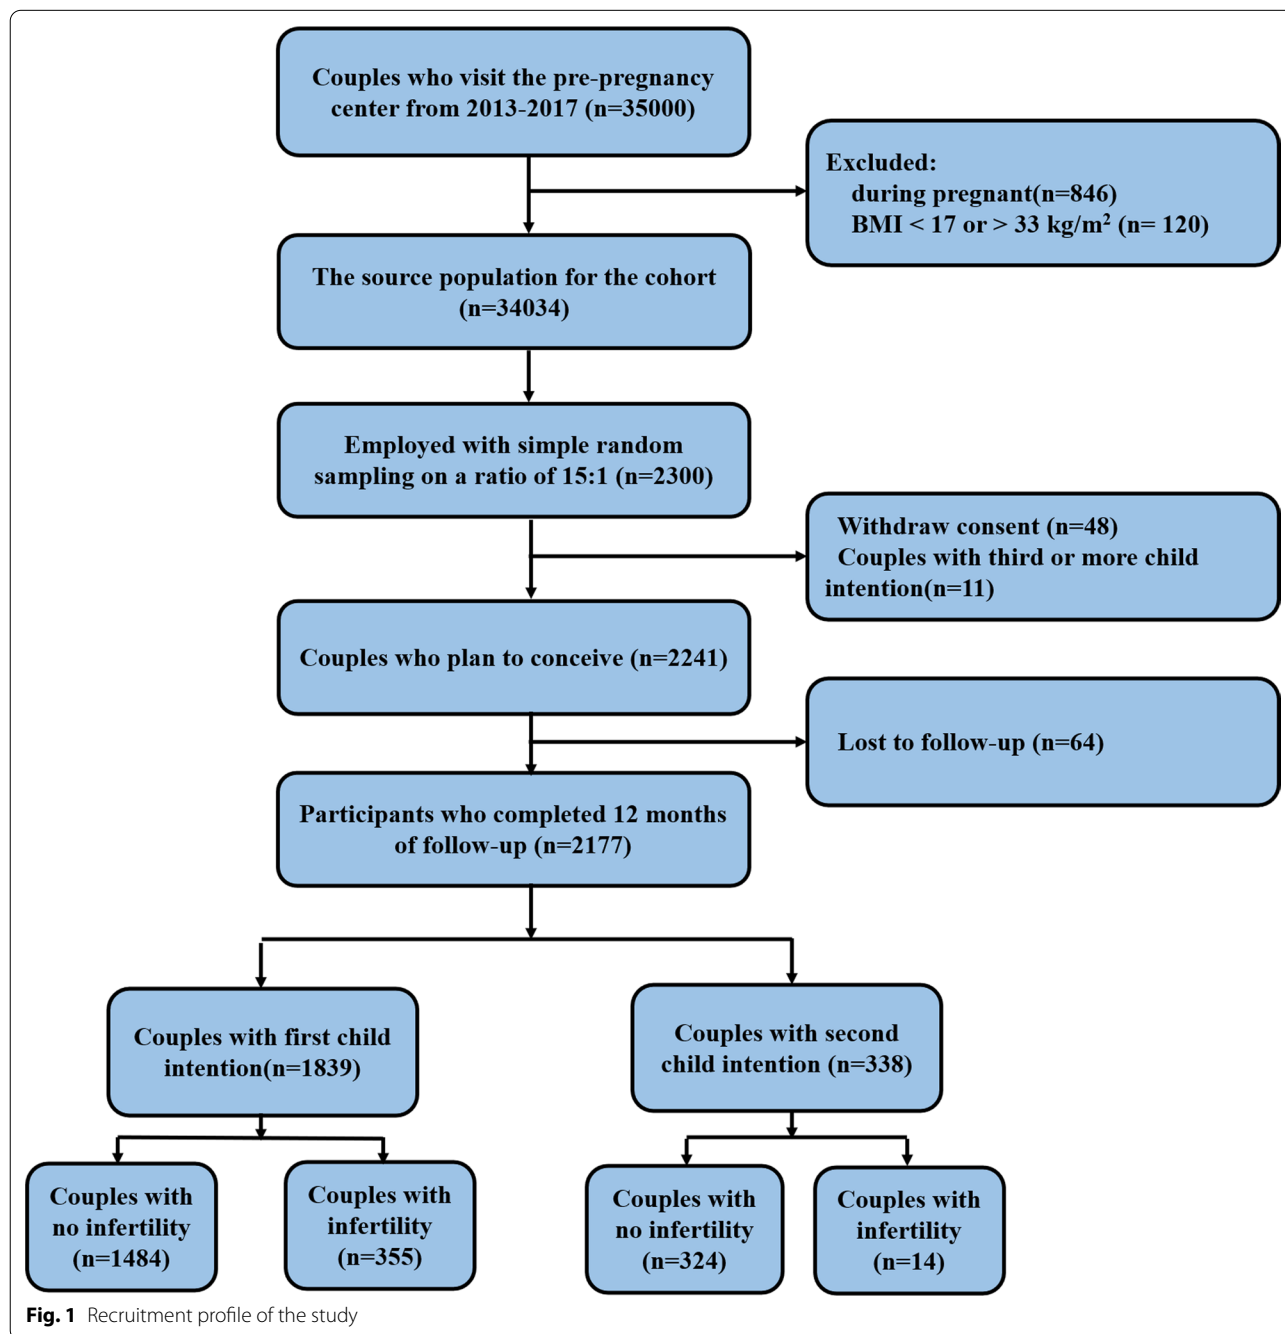 Couples who visit the pre-pregnancy
center from 2013-2017 (n=35000)
Excluded:
during pregnant(n=846)
BMI < 17 or > 33 kg/m² (n= 120)
The source population for the cohort
(n=34034)
Employed with simple random
sampling on a ratio of 15:1 (n=2300)
Withdraw consent (n=48)
Couples with third or more child
intention(n=11)
Couples who plan to conceive (n=2241)
Lost to follow-up (n=64)
Participants who completed 12 months
of follow-up (n=2177)
Couples with first child
intention(n=1839)
Couples with second
child intention (n=338)
Couples with
no infertility
(n=1484)
Couples with
infertility
(n=355)
Couples with
no infertility
(n=324)
Couples with
infertility
(n=14)
Fig. 1 Recruitment profile of the study